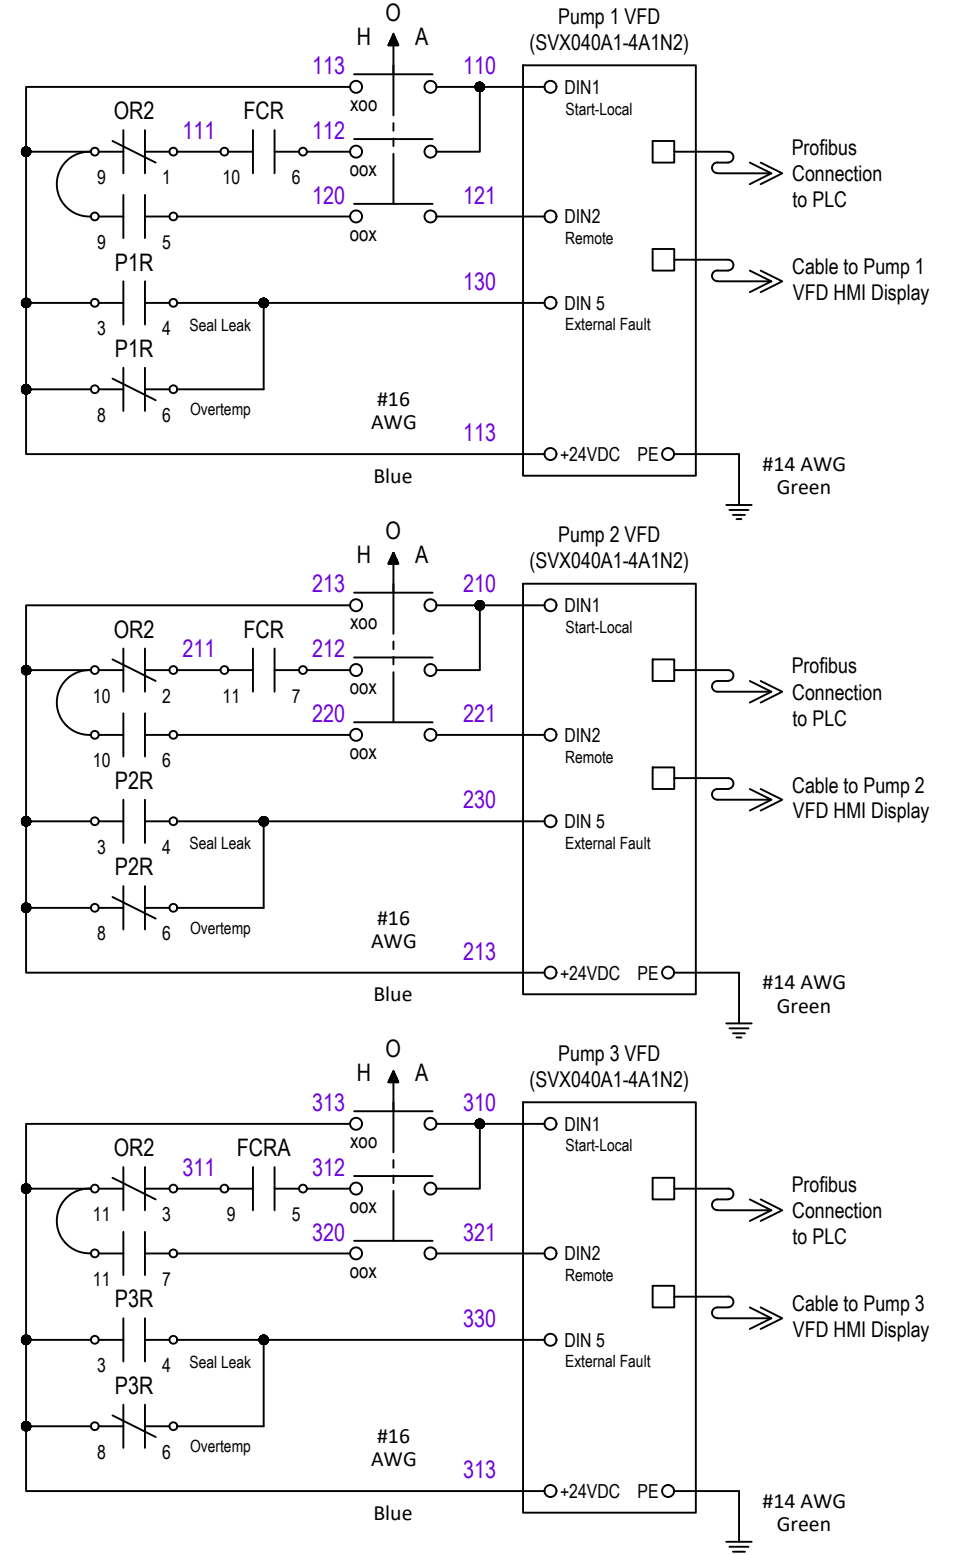 O
Pump 1 VFD
(SVX040A1-4A1N2)
H A
113 110
DIN1
Start-Local
xoo
OR2 FCR
111 112
9 1 10 6
oox
Profibus
Connection
to PLC
120 121
DIN2
Remote
oox
9 5
P1R
130
Cable to Pump 1
VFD HMI Display
DIN 5
External Fault
3 4 Seal Leak
P1R
8 6 Overtemp
#16
AWG
113
+24VDC PE
Blue
#14 AWG
Green
O
Pump 2 VFD
(SVX040A1-4A1N2)
H A
213 210
DIN1
Start-Local
xoo
OR2 FCR
211 212
10 2 11 7
oox
Profibus
Connection
to PLC
220 221
DIN2
Remote
oox
10 6
P2R
230
Cable to Pump 2
VFD HMI Display
DIN 5
External Fault
3 4 Seal Leak
P2R
8 6 Overtemp
#16
AWG
213
+24VDC PE
Blue
#14 AWG
Green
O
Pump 3 VFD
(SVX040A1-4A1N2)
H A
313 310
DIN1
Start-Local
xoo
OR2 FCRA
311 312
11 3 9 5
oox
Profibus
Connection
to PLC
320 321
DIN2
Remote
oox
11 7
P3R
330
Cable to Pump 3
VFD HMI Display
DIN 5
External Fault
3 4 Seal Leak
P3R
8 6 Overtemp
#16
AWG
313
+24VDC PE
Blue
#14 AWG
Green